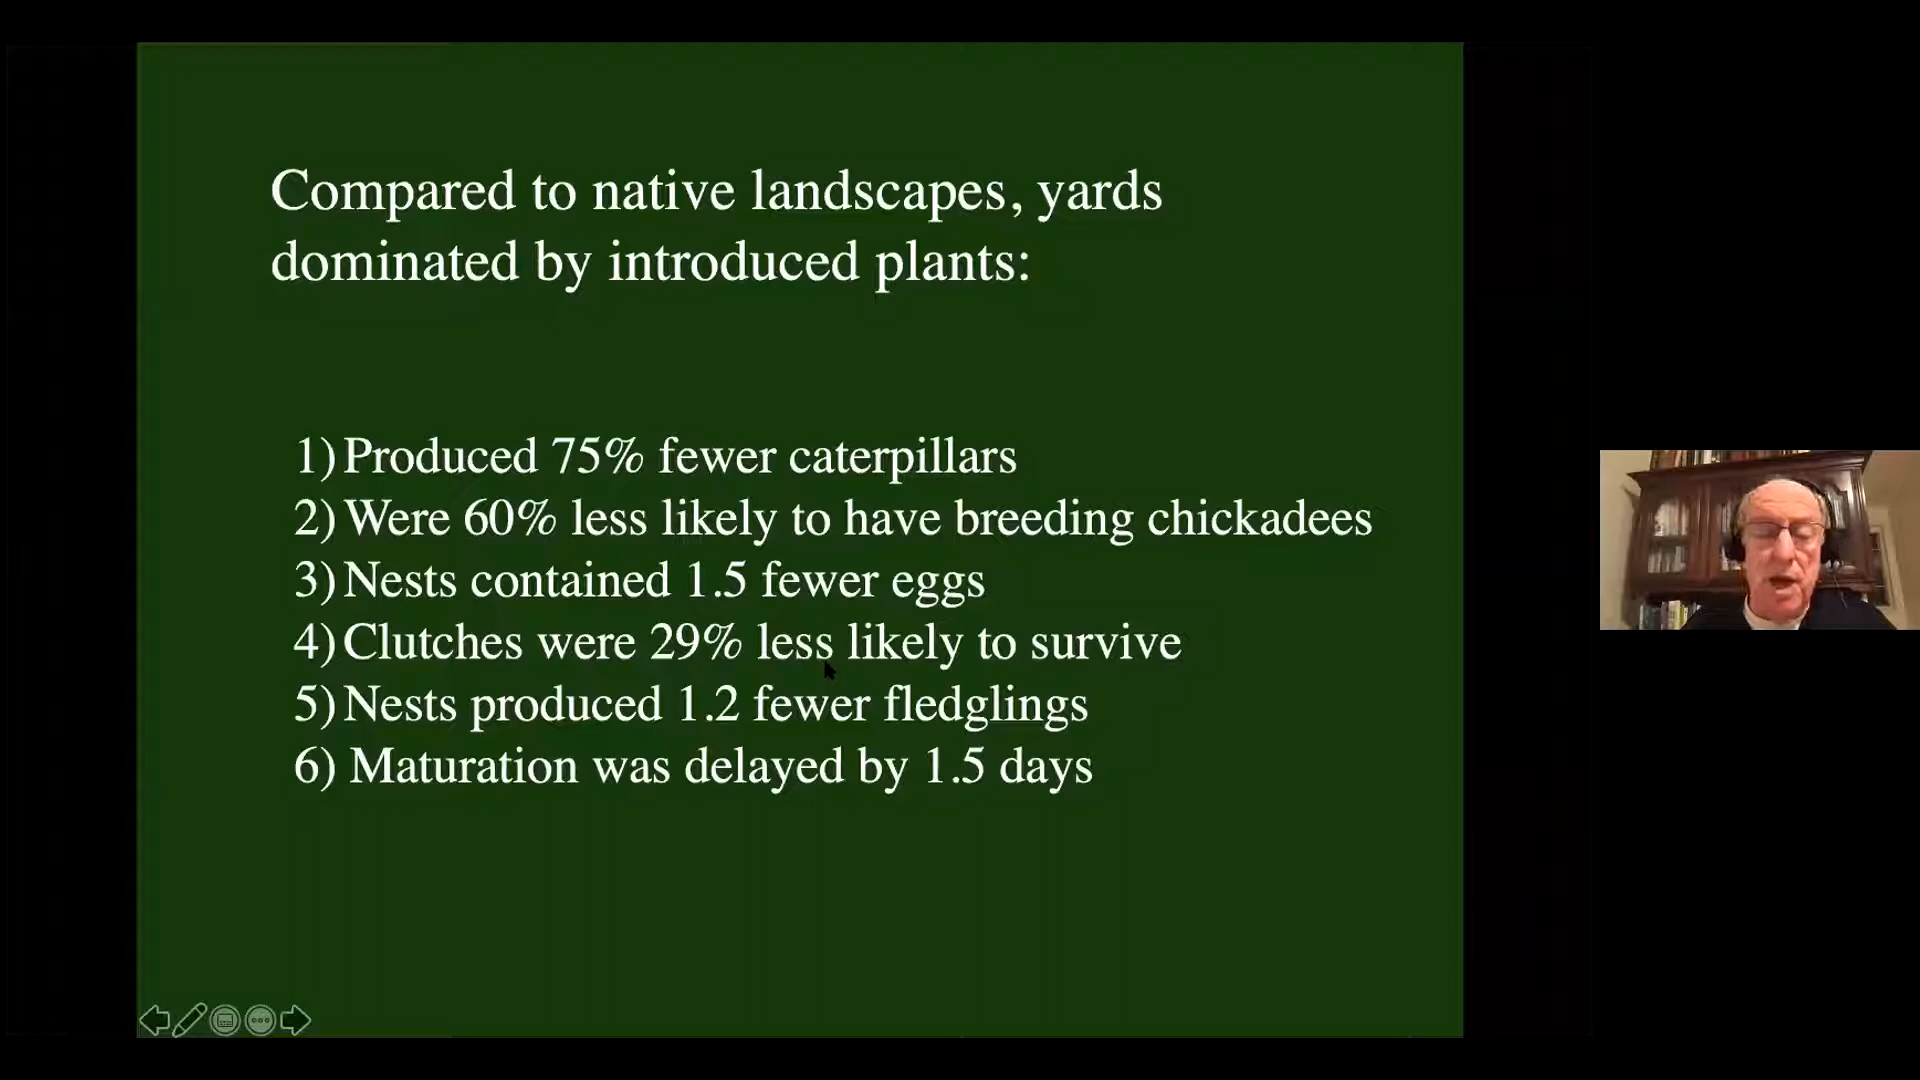 Compared to native landscapes, yards
dominated by introduced plants:
1) Produced 75% fewer caterpillars
2) Were 60% less likely to have breeding chickadees
3) Nests contained 1.5 fewer eggs
4) Clutches were 29% less likely to survive
5) Nests produced 1.2 fewer fledglings
6) Maturation was delayed by 1.5 days